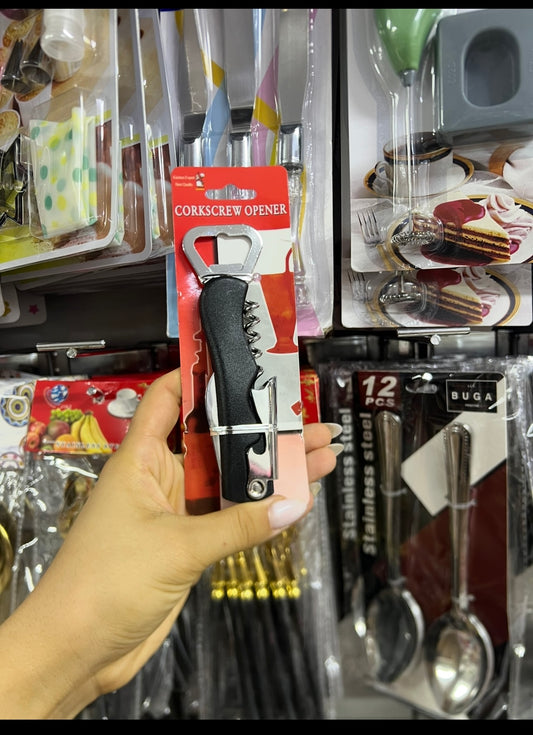 CORKSCREW OPENER
12
PCS
BUGA
Stainless steel
Stainless steel